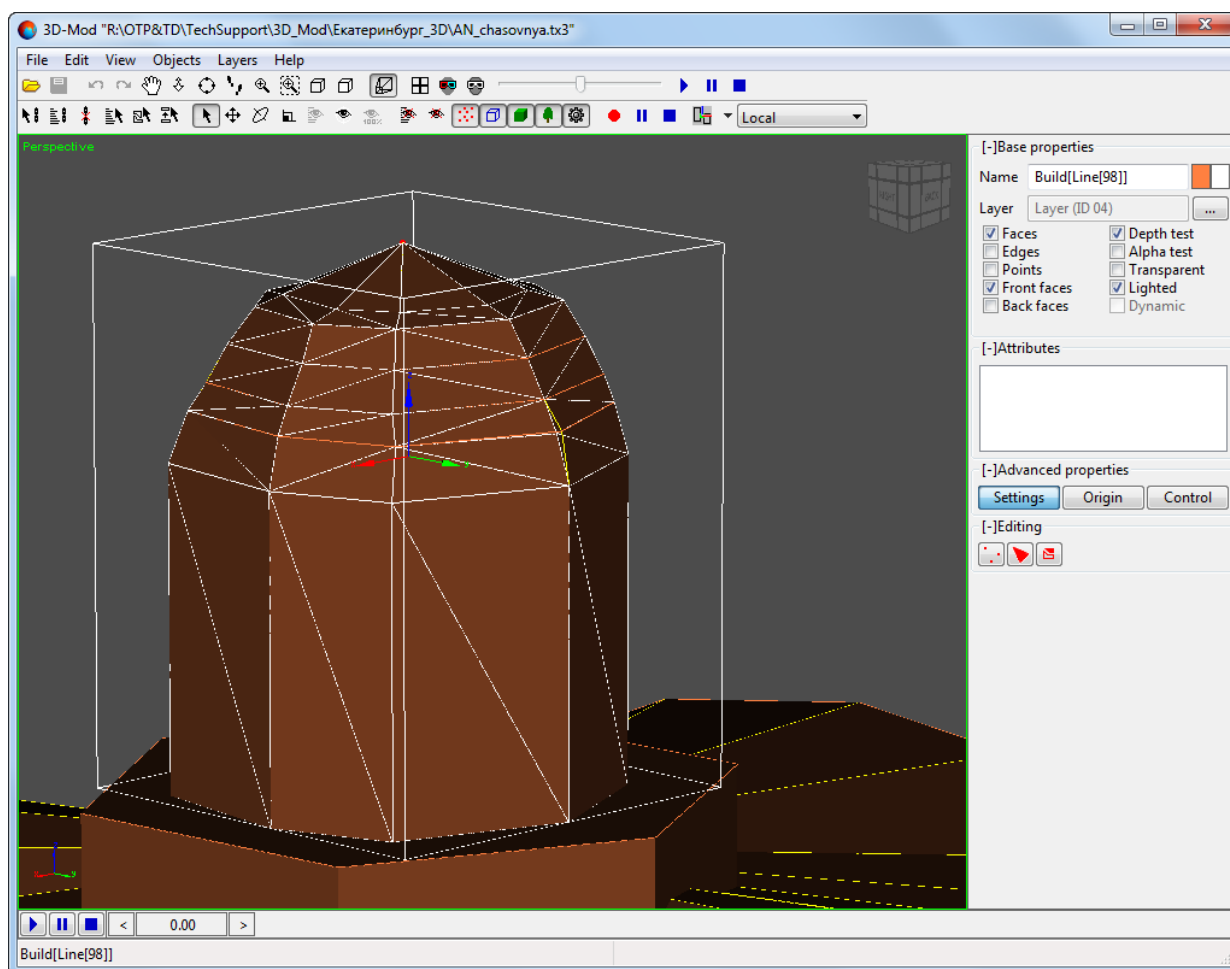 3D-Mod "R:\OTP&TD\TechSupport\3D_Mod\Екатеринбург_3D\AN_chasovnya.tx3"
File Edit View Objects Layers Help
100%
Local
Perspective
[-]Base properties
Name Build[Line[98]]
Layer Layer (ID 04) ...
Faces Depth test
Edges Alpha test
Points Transparent
Front faces Lighted
Back faces Dynamic
[-]Attributes
[-]Advanced properties
Settings Origin Control
[-]Editing
< 0.00 >
Build[Line[98]]